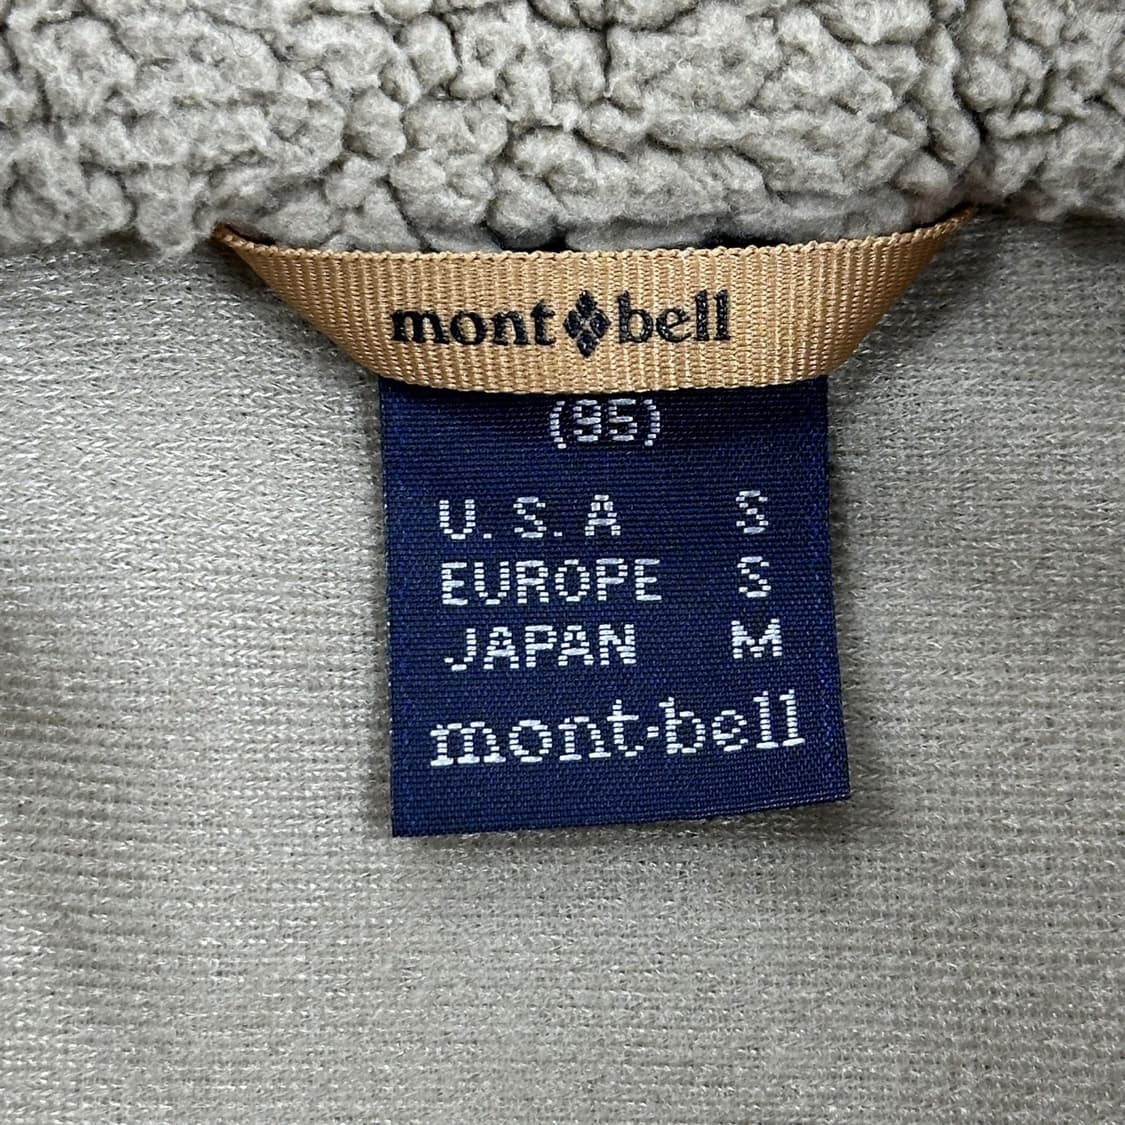 mont bell
(95)
U.S.A S
EUROPE S
JAPAN M
mont-bell